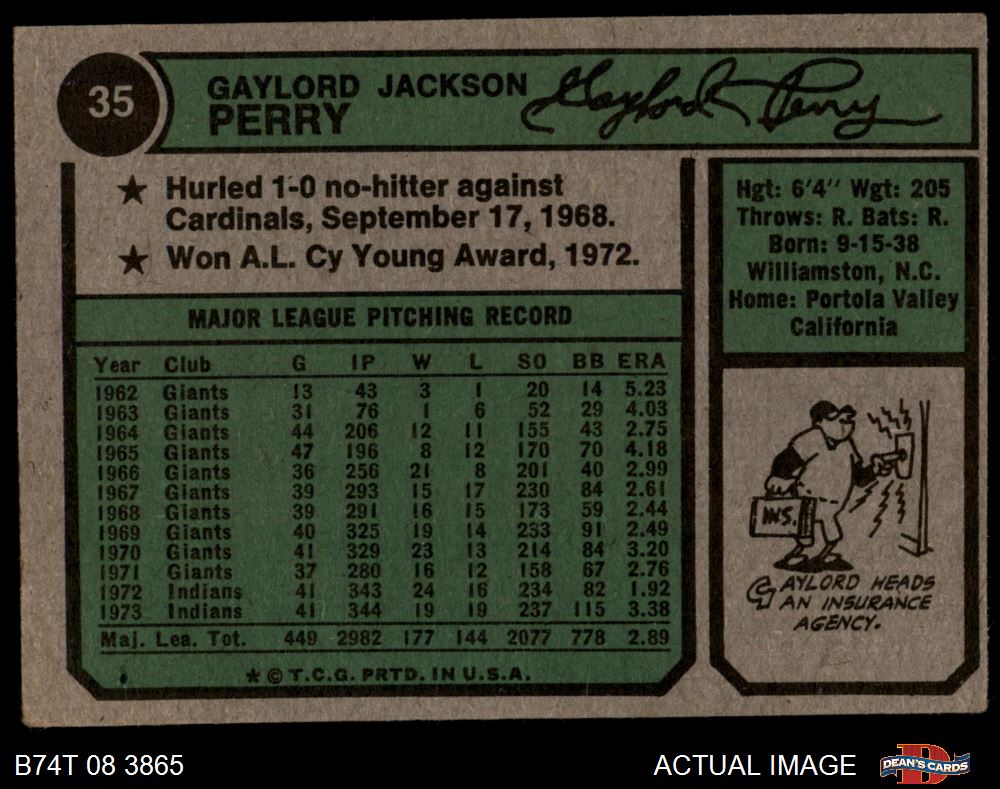 35
GAYLORD JACKSON
PERRY
Gaylord Perry
★ Hurled 1-0 no-hitter against
Cardinals, September 17, 1968.
★ Won A.L. Cy Young Award, 1972.
MAJOR LEAGUE PITCHING RECORD
Year Club G IP W L SO BB ERA
1962 Giants 13 43 3 1 20 14 5.23
1963 Giants 31 76 1 6 52 29 4.03
1964 Giants 44 206 12 11 155 43 2.75
1965 Giants 47 196 8 12 170 70 4.18
1966 Giants 36 256 21 8 201 40 2.99
1967 Giants 39 293 15 17 230 84 2.61
1968 Giants 39 291 16 15 173 59 2.44
1969 Giants 40 325 19 14 233 91 2.49
1970 Giants 41 329 23 13 214 84 3.20
1971 Giants 37 280 16 12 158 67 2.76
1972 Indians 41 343 24 16 234 82 1.92
1973 Indians 41 344 19 19 237 115 3.38
Maj. Lea. Tot. 449 2982 177 144 2077 778 2.89
* © T.C.G. PRTD. IN U.S.A.
Hgt: 6'4" Wgt: 205
Throws: R. Bats: R.
Born: 9-15-38
Williamston, N.C.
Home: Portola Valley
California
INS.
GAYLORD HEADS
AN INSURANCE
AGENCY.
B74T 08 3865
ACTUAL IMAGE
D
DEAN'S CARDS